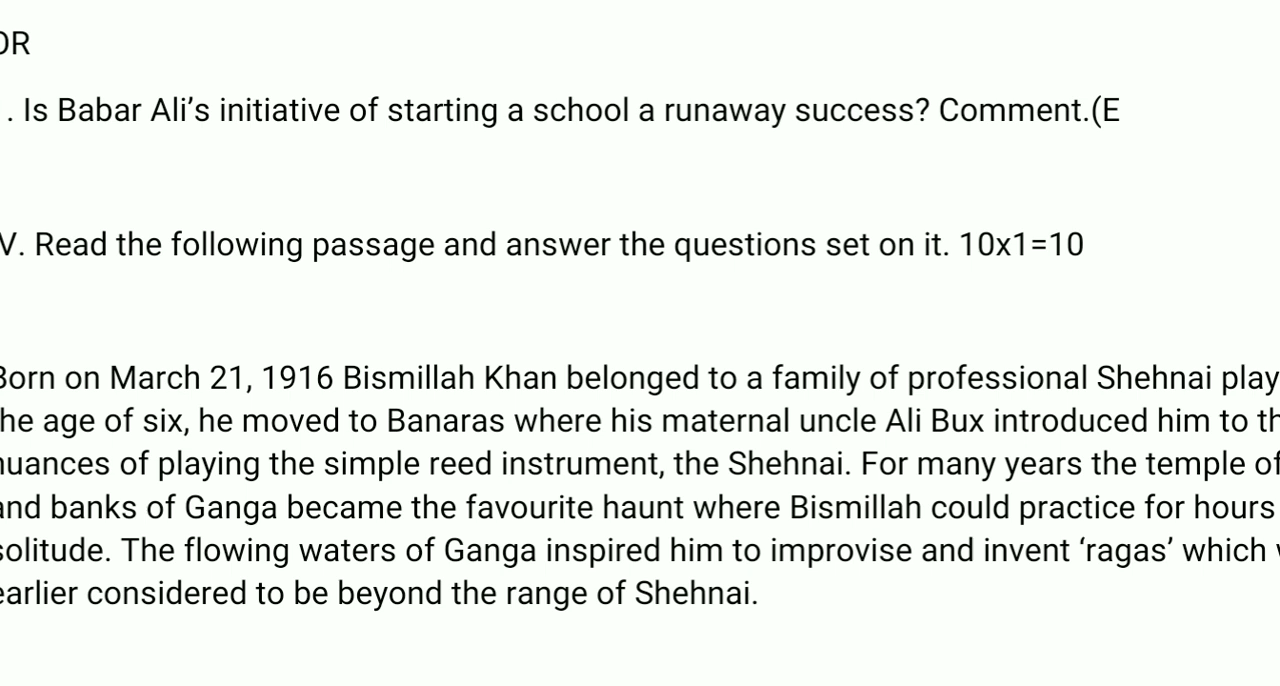 OR
. Is Babar Ali’s initiative of starting a school a runaway success? Comment.(E
V. Read the following passage and answer the questions set on it. 10x1=10
Born on March 21, 1916 Bismillah Khan belonged to a family of professional Shehnai play
the age of six, he moved to Banaras where his maternal uncle Ali Bux introduced him to th
nuances of playing the simple reed instrument, the Shehnai. For many years the temple of
and banks of Ganga became the favourite haunt where Bismillah could practice for hours
solitude. The flowing waters of Ganga inspired him to improvise and invent ‘ragas’ which
earlier considered to be beyond the range of Shehnai.